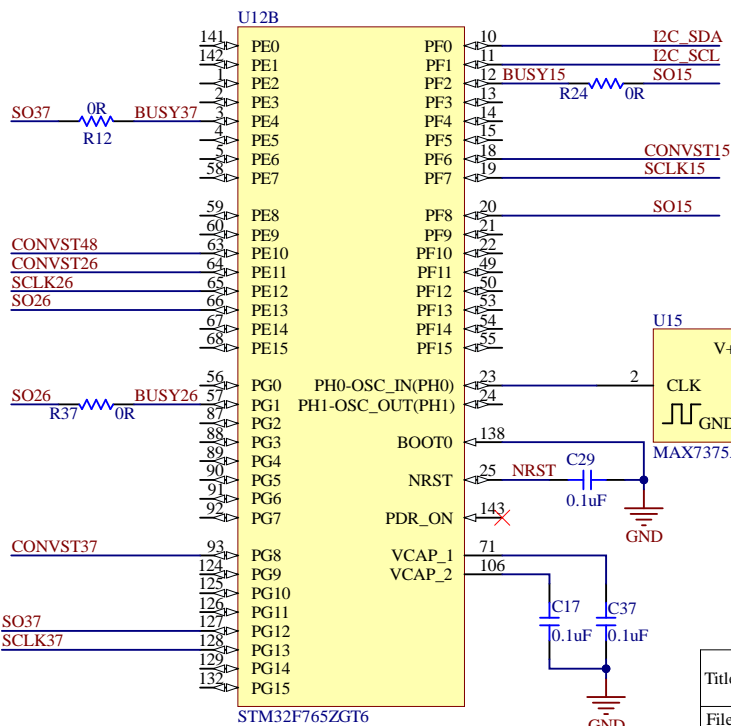 U12B
141 PE0 PF0 10 I2C_SDA
142 PE1 PF1 11 I2C_SCL
1 PE2 PF2 12 BUSY15 R24 0R SO15
2 PE3 PF3 13
SO37 0R R12 BUSY37 3 PE4 PF4 14
4 PE5 PF5 15
5 PE6 PF6 18 CONVST15
58 PE7 PF7 19 SCLK15
59 PE8 PF8 20 SO15
60 PE9 PF9 21
CONVST48 63 PE10 PF10 22
CONVST26 64 PE11 PF11 49
SCLK26 65 PE12 PF12 50
SO26 66 PE13 PF13 53
67 PE14 PF14 54
68 PE15 PF15 55
U15
V+
56 PG0 PH0-OSC_IN(PH0) 23 2 CLK
SO26 R37 0R BUSY26 57 PG1 PH1-OSC_OUT(PH1) 24
GND
87 PG2
88 PG3 BOOT0 138
MAX7375
89 PG4
90 PG5 NRST 25 NRST C29 0.1uF
91 PG6
92 PG7 PDR_ON 143
GND
CONVST37 93 PG8 VCAP_1 71
124 PG9 VCAP_2 106
125 PG10
126 PG11 C17 0.1uF C37 0.1uF
SO37 127 PG12
SCLK37 128 PG13
129 PG14
132 PG15
STM32F765ZGT6
GND
Title
File